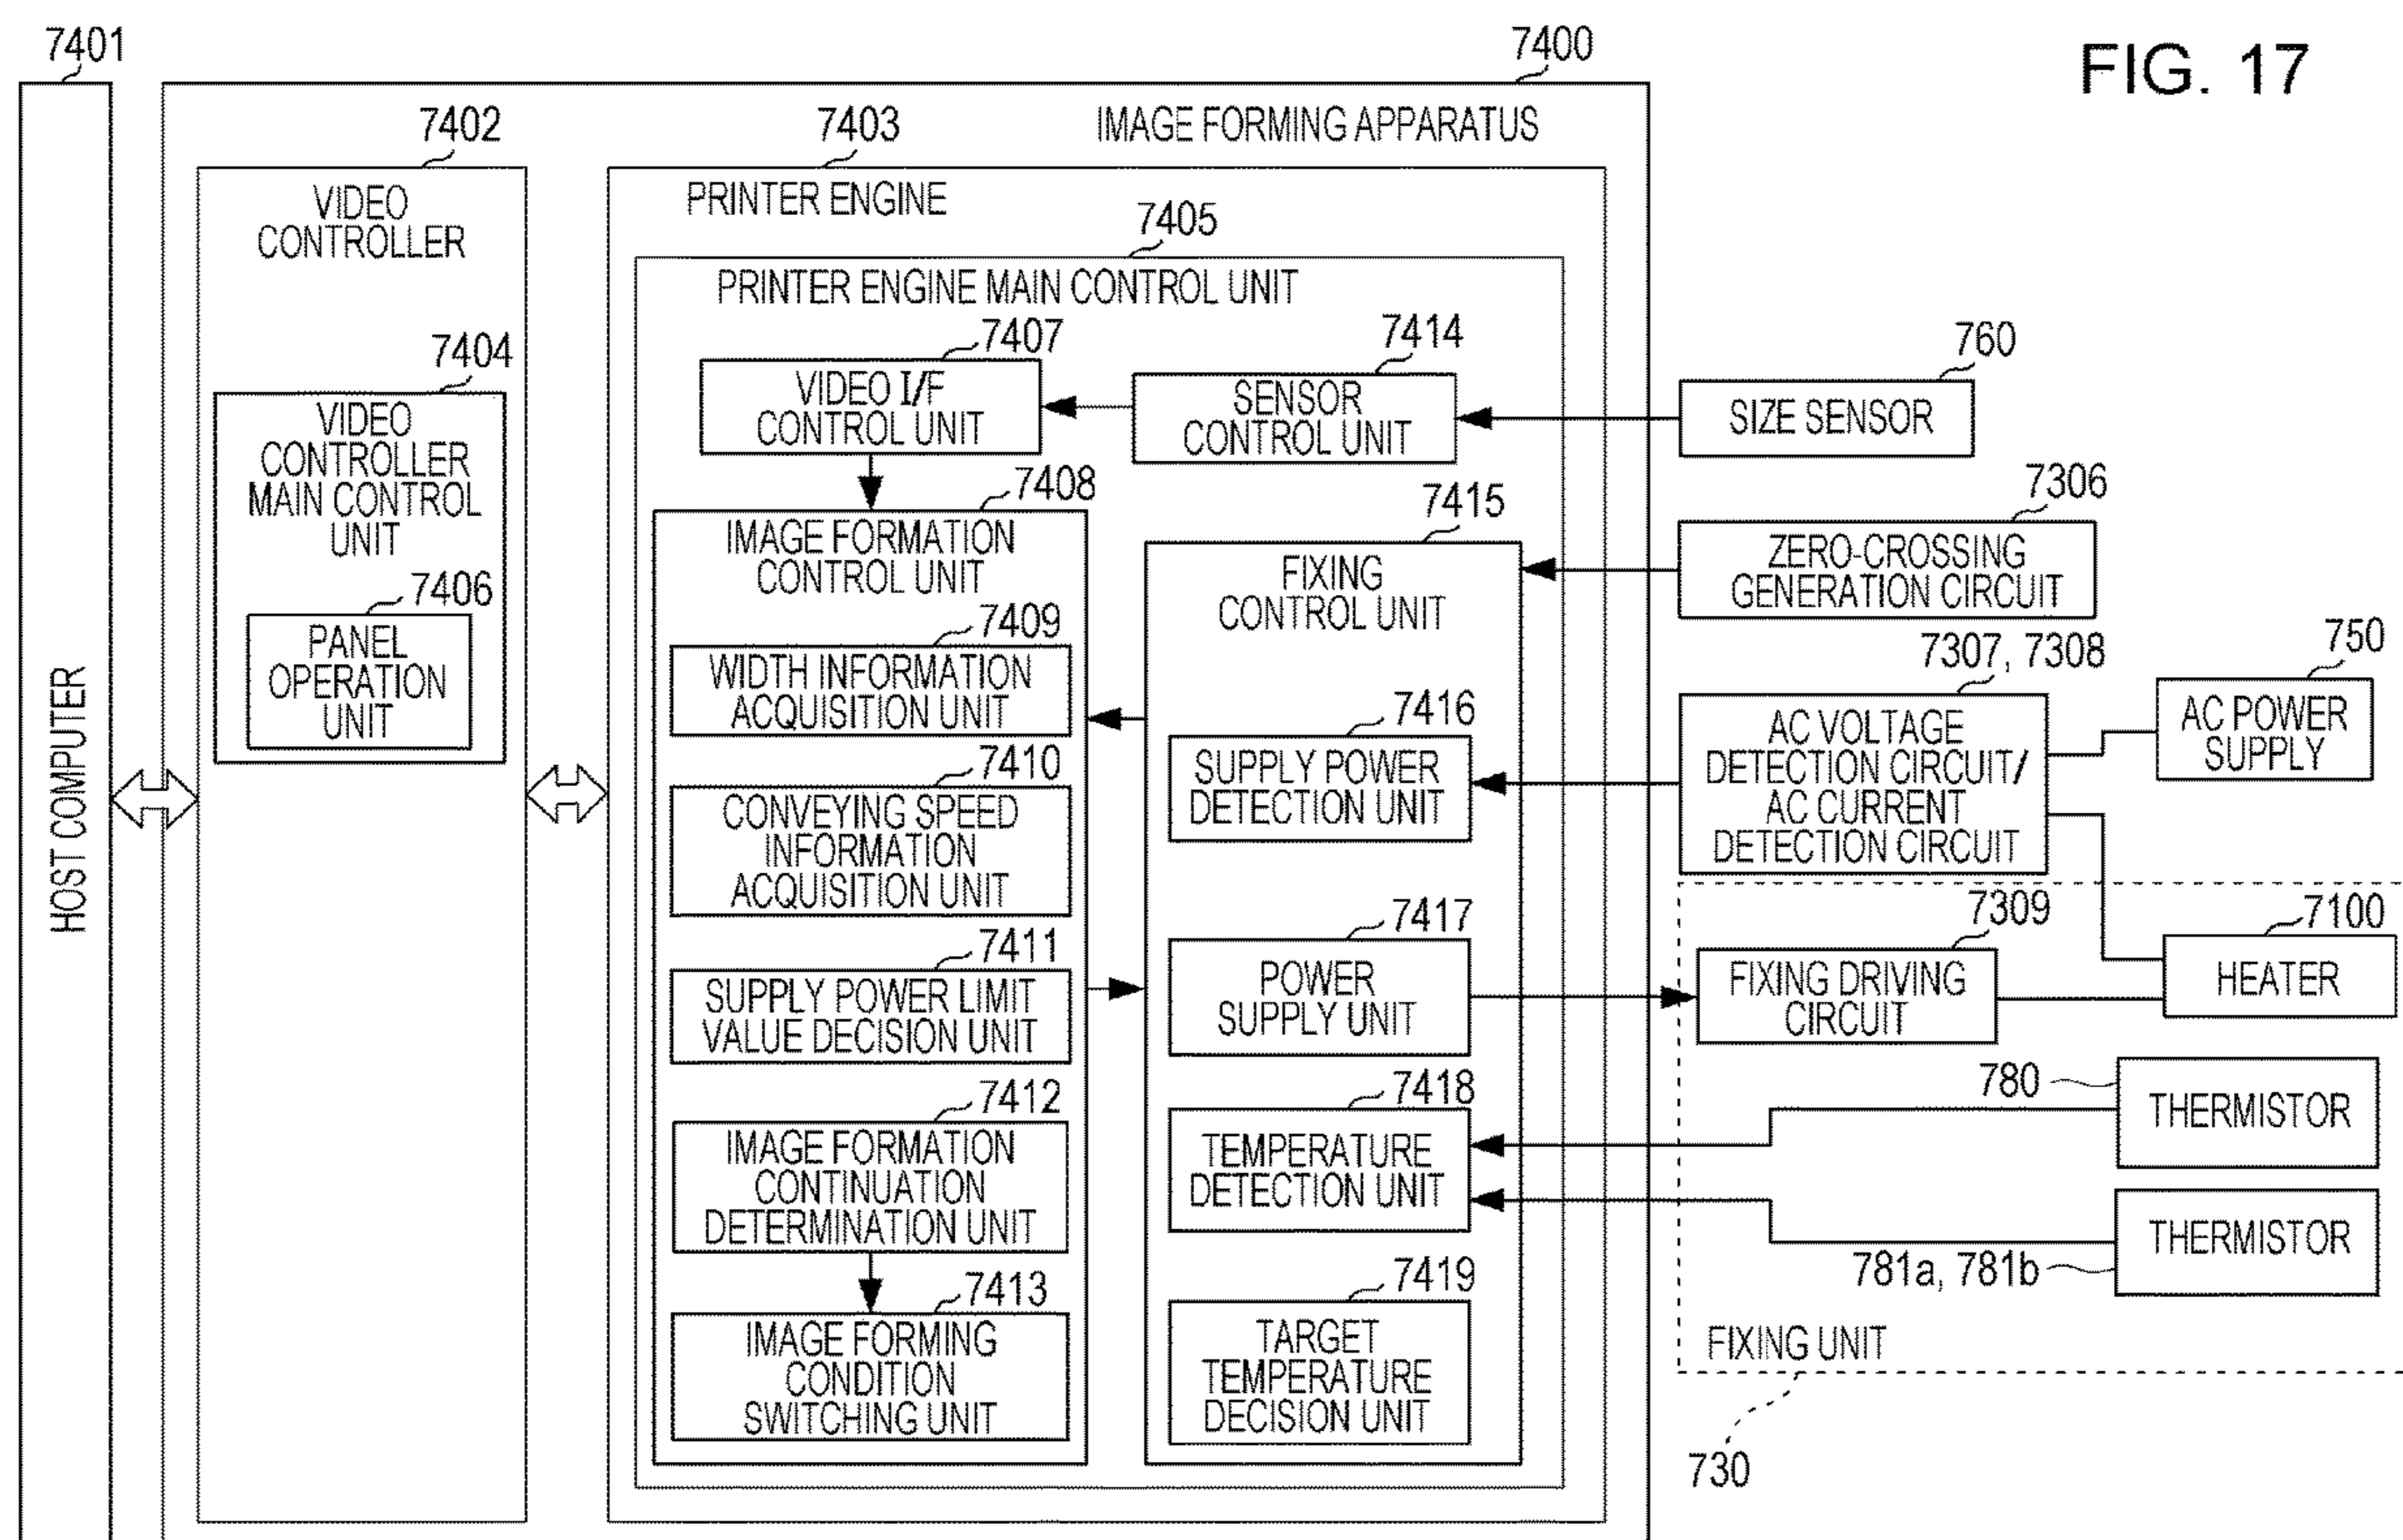 FIG. 17
7401
7400
IMAGE FORMING APPARATUS
HOST COMPUTER
7402
VIDEO
CONTROLLER
7404
VIDEO
CONTROLLER
MAIN CONTROL
UNIT
7406
PANEL
OPERATION
UNIT
7403
PRINTER ENGINE
7405
PRINTER ENGINE MAIN CONTROL UNIT
7407
VIDEO I/F
CONTROL UNIT
7414
SENSOR
CONTROL UNIT
7408
IMAGE FORMATION
CONTROL UNIT
7409
WIDTH INFORMATION
ACQUISITION UNIT
7410
CONVEYING SPEED
INFORMATION
ACQUISITION UNIT
7411
SUPPLY POWER LIMIT
VALUE DECISION UNIT
7412
IMAGE FORMATION
CONTINUATION
DETERMINATION UNIT
7413
IMAGE FORMING
CONDITION
SWITCHING UNIT
7415
FIXING
CONTROL UNIT
7416
SUPPLY POWER
DETECTION UNIT
7417
POWER
SUPPLY UNIT
7418
TEMPERATURE
DETECTION UNIT
7419
TARGET
TEMPERATURE
DECISION UNIT
760
SIZE SENSOR
7306
ZERO-CROSSING
GENERATION CIRCUIT
7307, 7308
AC VOLTAGE
DETECTION CIRCUIT/
AC CURRENT
DETECTION CIRCUIT
750
AC POWER
SUPPLY
7309
FIXING DRIVING
CIRCUIT
7100
HEATER
780
THERMISTOR
781a, 781b
THERMISTOR
FIXING UNIT
730